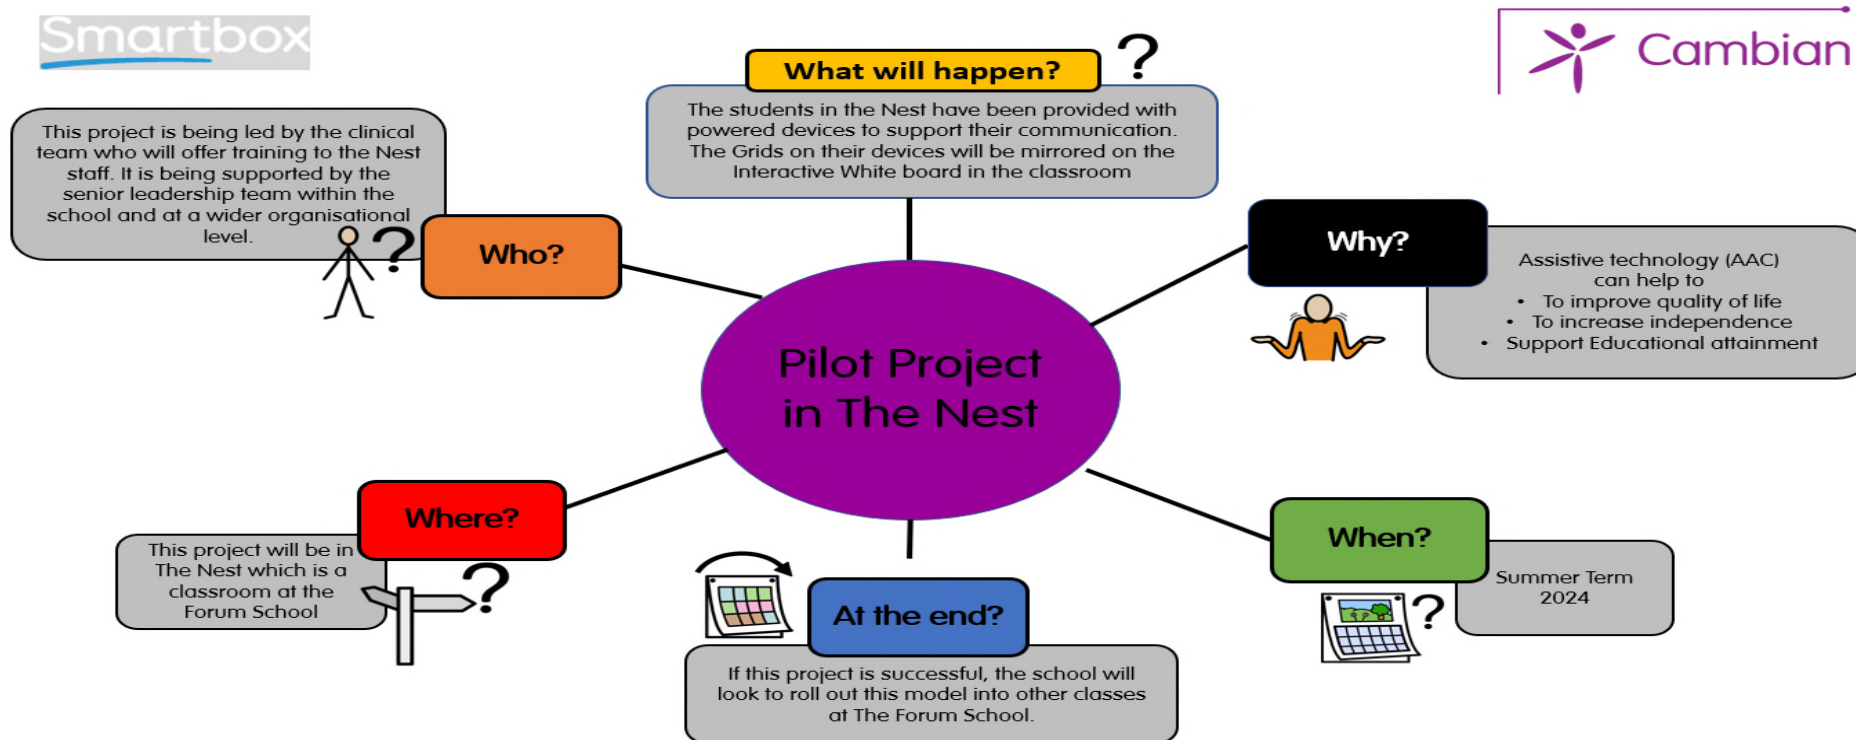 Smartbox
Cambian
What will happen?
?
The students in the Nest have been provided with
powered devices to support their communication.
The Grids on their devices will be mirrored on the
Interactive White board in the classroom
This project is being led by the clinical
team who will offer training to the Nest
staff. It is being supported by the
senior leadership team within the
school and at a wider organisational
level.
?
Who?
Why?
Assistive technology (AAC)
can help to
• To improve quality of life
• To increase independence
• Support Educational attainment
Pilot Project
in The Nest
Where?
This project will be in
The Nest which is a
classroom at the
Forum School
?
At the end?
If this project is successful, the school will
look to roll out this model into other classes
at The Forum School.
When?
Summer Term
2024
?